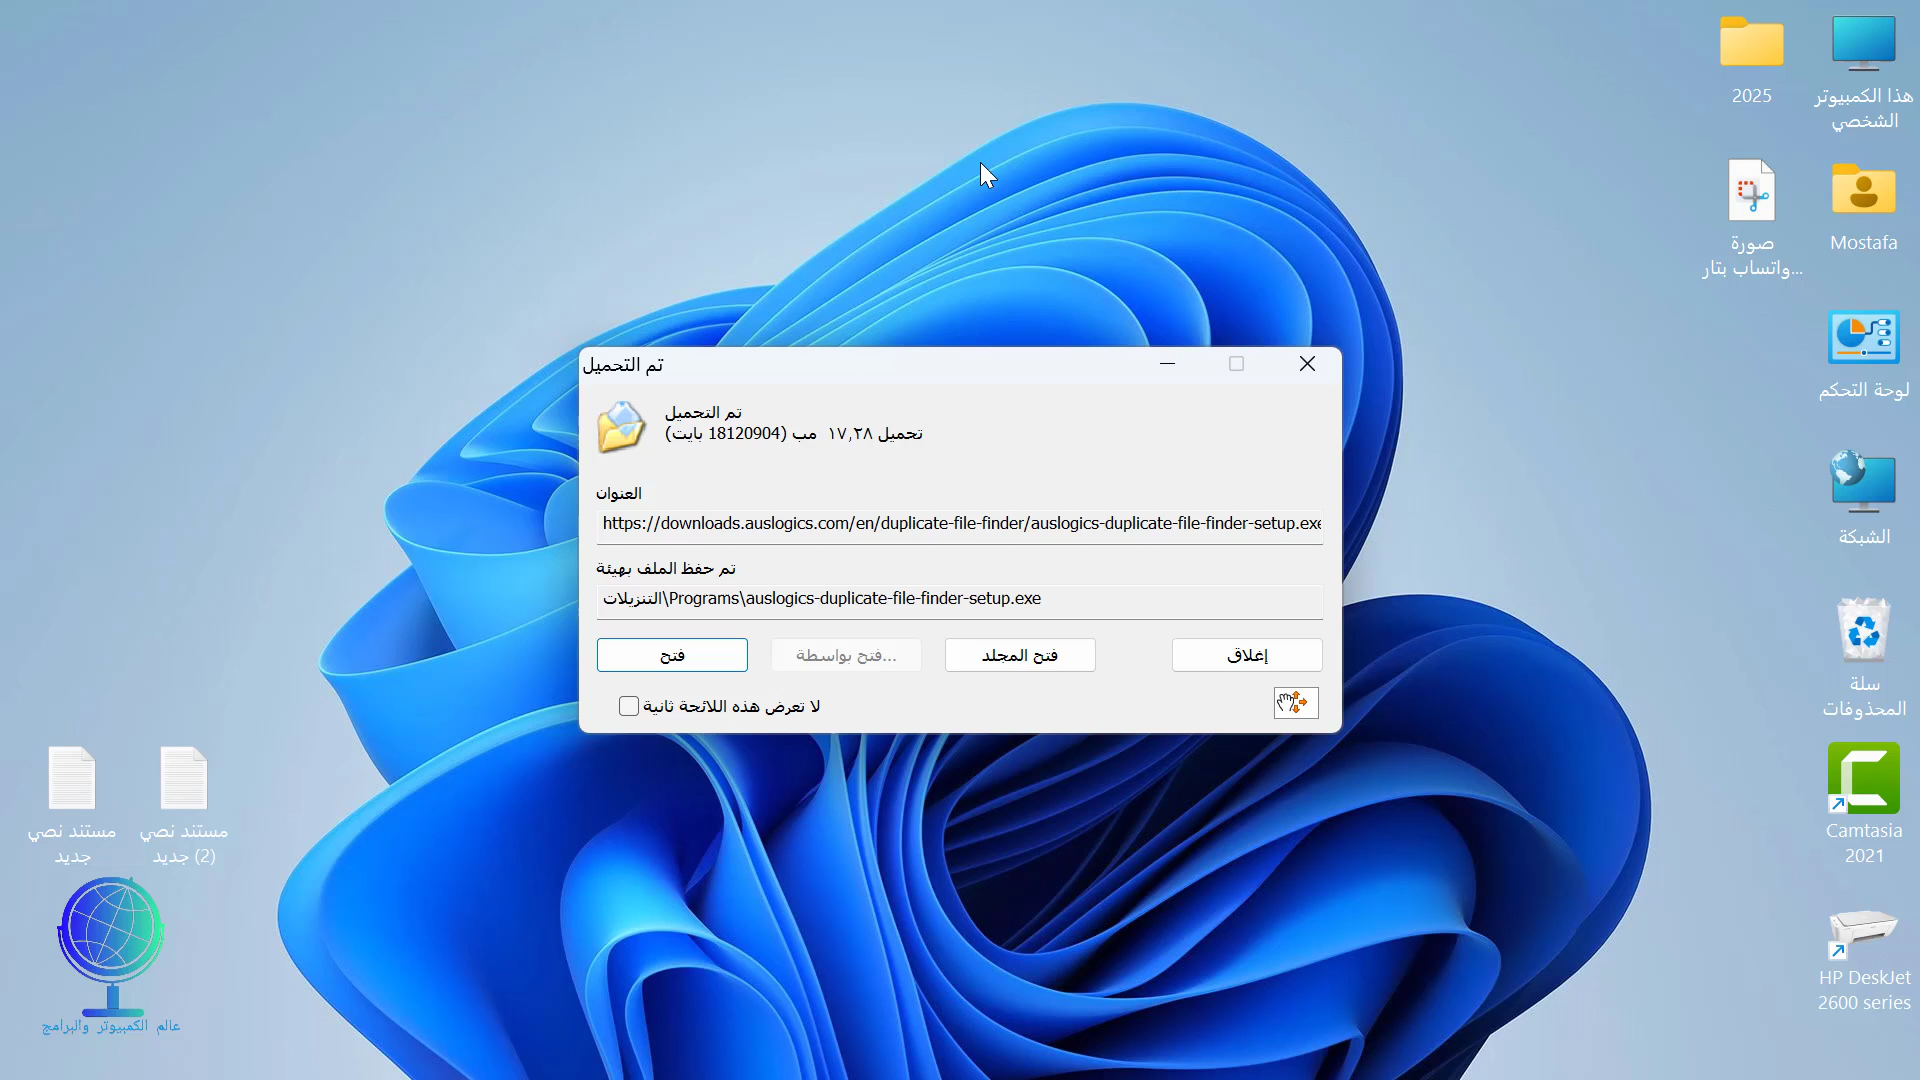 تم التحميل
تم التحميل
تحميل ١٧,٢٨ مب (18120904 بايت)
العنوان
https://downloads.auslogics.com/en/duplicate-file-finder/auslogics-duplicate-file-finder-setup.exe
تم حفظ الملف بهيئة
التنزيلات\Programs\auslogics-duplicate-file-finder-setup.exe
فتح
فتح بواسطة...
فتح المجلد
إغلاق
لا تعرض هذه اللائحة ثانية
هذا الكمبيوتر
الشخصي
2025
Mostafa
صورة
واتساب بتار...
لوحة التحكم
الشبكة
سلة
المحذوفات
Camtasia
2021
HP DeskJet
2600 series
مستند نصي
جديد (2)
مستند نصي
جديد
عالم الكمبيوتر والبرامج